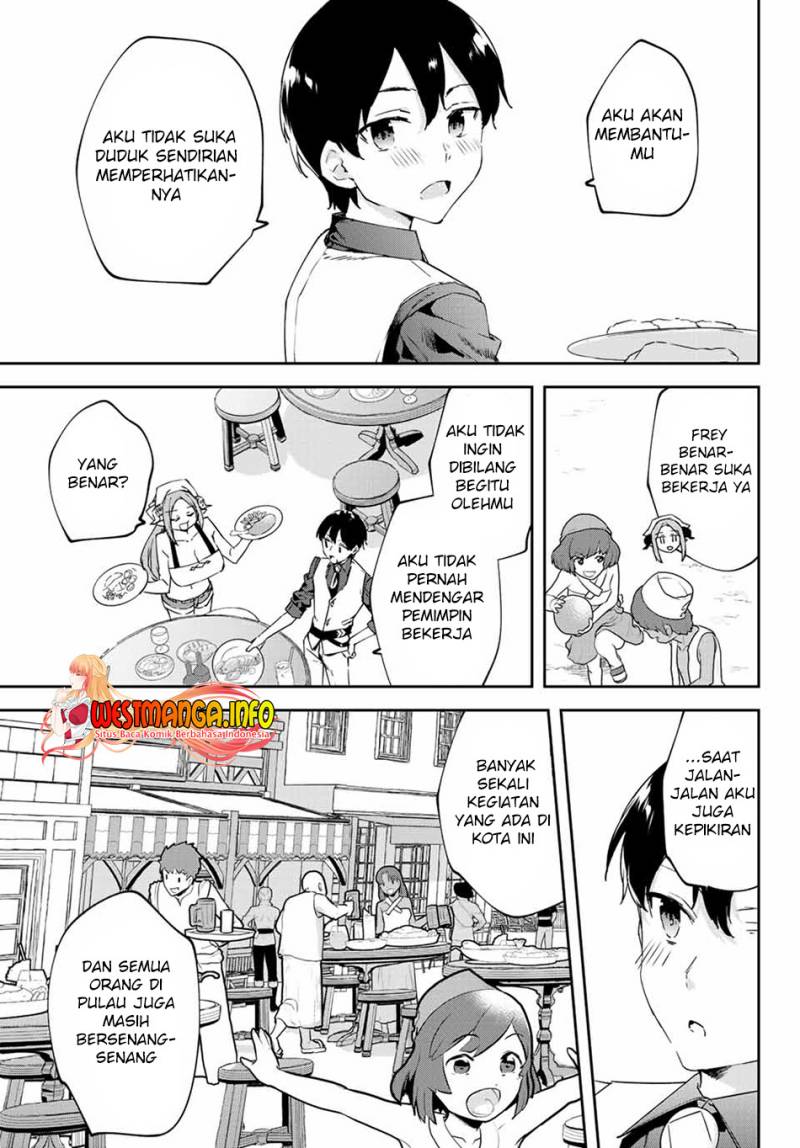 AKU AKAN
MEMBANTU-
MU
AKU TIDAK SUKA
DUDUK SENDIRIAN
MEMPERHATIKAN-
NYA
FREY
BENAR-
BENAR SUKA
BEKERJA YA
AKU TIDAK
INGIN
DIBILANG
BEGITU
OLEHMU
AKU TIDAK
PERNAH
MENDENGAR
PEMIMPIN
BEKERJA
YANG
BENAR?
WESTMANGA.INFO
Situs Baca Komik Berbahasa Indonesia
...SAAT
JALAN-
JALAN AKU
JUGA
KEPIKIRAN
BANYAK
SEKALI
KEGIATAN
YANG ADA DI
KOTA INI
DAN SEMUA
ORANG DI
PULAU JUGA
MASIH
BERSENANG-
SENANG